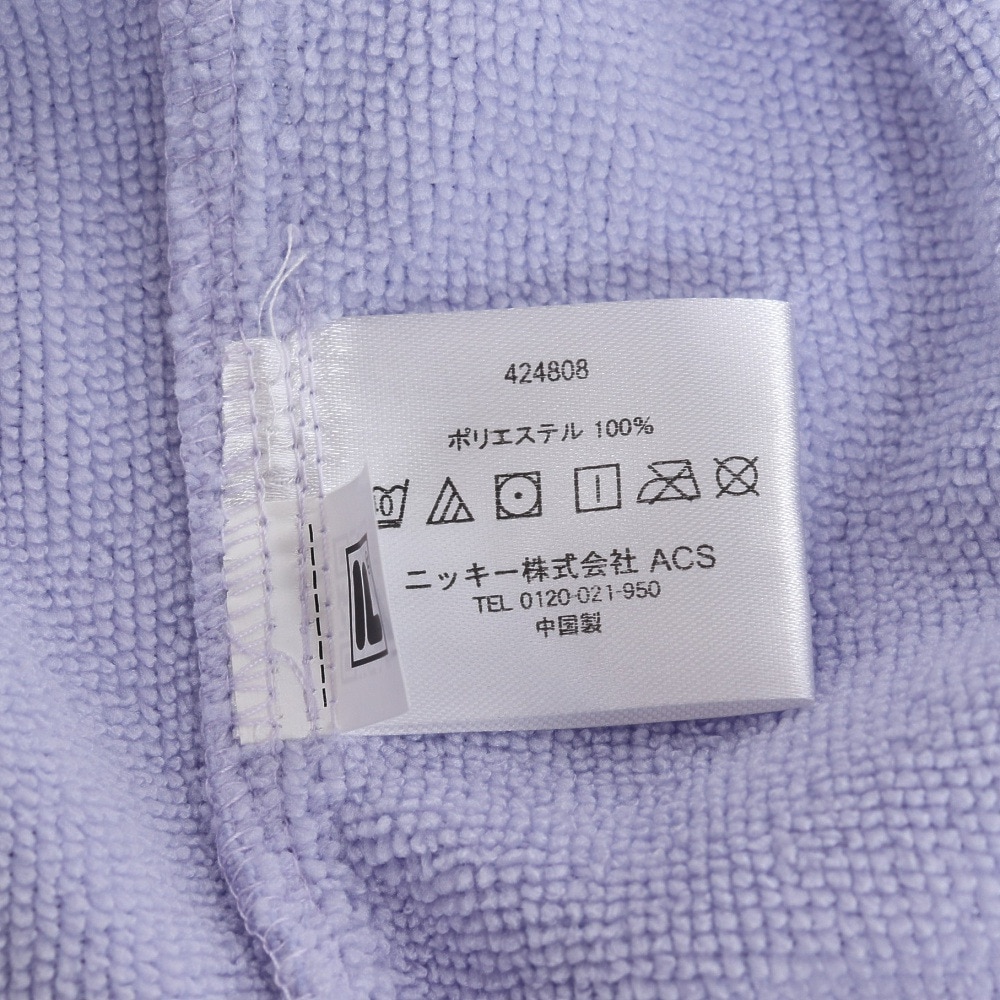 424808
ポリエステル 100%
ニッキー株式会社 ACS
TEL 0120-021-950
中国製